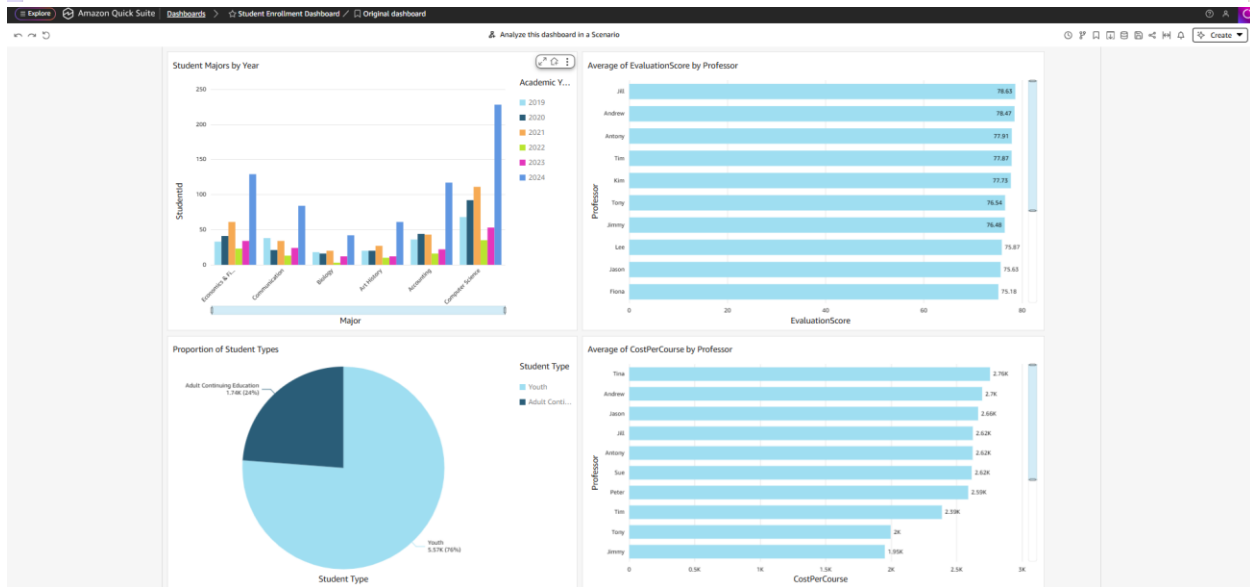 Explore
Amazon Quick Suite
Dashboards
Student Enrollment Dashboard
Original dashboard
Analyze this dashboard in a Scenario
Create
Student Majors by Year
250
200
150
100
50
0
StudentId
Economics & Fi...
Communication
Biology
Art History
Accounting
Computer Science
Major
Academic Y...
2019
2020
2021
2022
2023
2024
Average of EvaluationScore by Professor
Professor
Jill 78.63
Andrew 78.47
Antony 77.91
Tim 77.87
Kim 77.73
Tony 76.54
Jimmy 76.48
Lee 75.87
Jason 75.63
Fiona 75.18
0 20 40 60 80
EvaluationScore
Proportion of Student Types
Adult Continuing Education
1.74K (24%)
Youth
5.57K (76%)
Student Type
Student Type
Youth
Adult Conti...
Average of CostPerCourse by Professor
Professor
Tina 2.76K
Andrew 2.7K
Jason 2.66K
Jill 2.62K
Antony 2.62K
Sue 2.62K
Peter 2.59K
Tim 2.39K
Tony 2K
Jimmy 1.95K
0 0.5K 1K 1.5K 2K 2.5K 3K
CostPerCourse